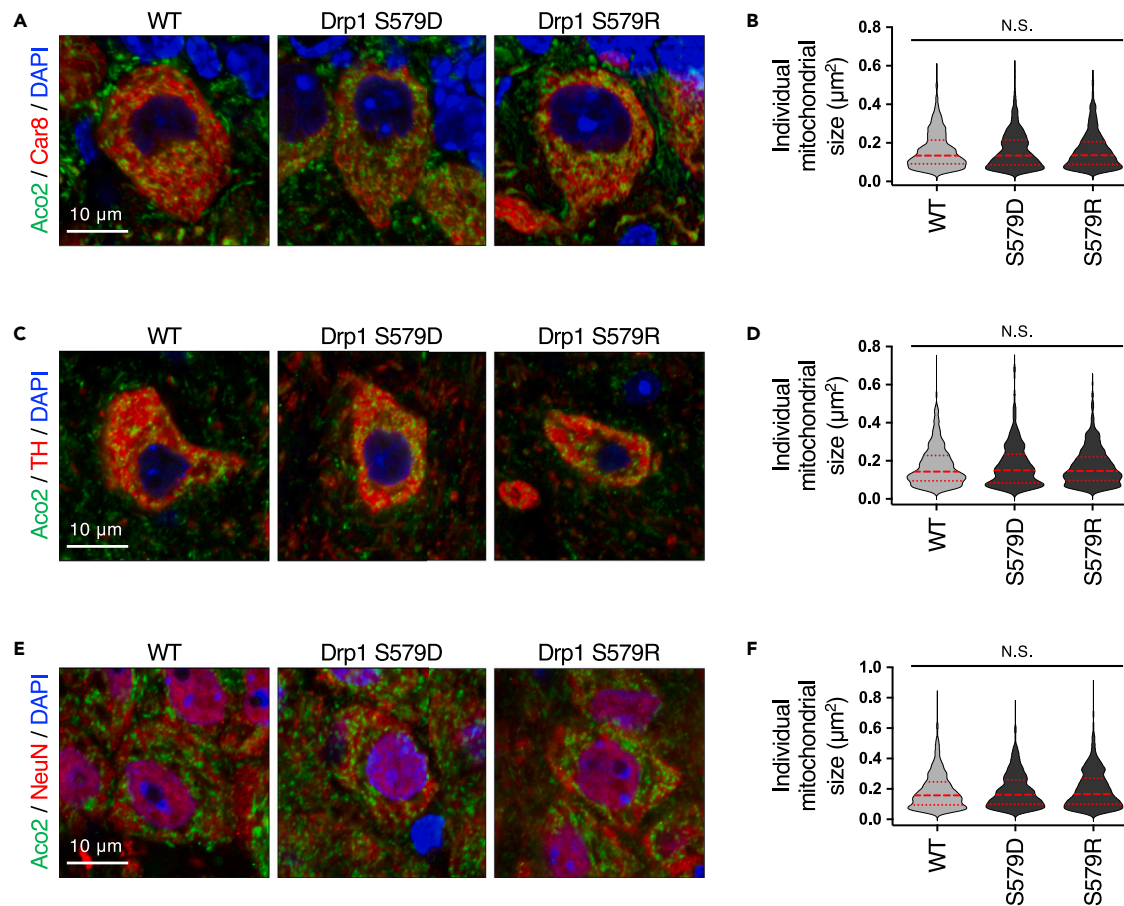 A
WT
Drp1 S579D
Drp1 S579R
Aco2 / Car8 / DAPI
10 µm
B
N.S.
Individual
mitochondrial
size (µm²)
0.8
0.6
0.4
0.2
0.0
WT
S579D
S579R
C
WT
Drp1 S579D
Drp1 S579R
Aco2 / TH / DAPI
10 µm
D
N.S.
Individual
mitochondrial
size (µm²)
0.8
0.6
0.4
0.2
0.0
WT
S579D
S579R
E
WT
Drp1 S579D
Drp1 S579R
Aco2 / NeuN / DAPI
10 µm
F
N.S.
Individual
mitochondrial
size (µm²)
1.0
0.8
0.6
0.4
0.2
0.0
WT
S579D
S579R